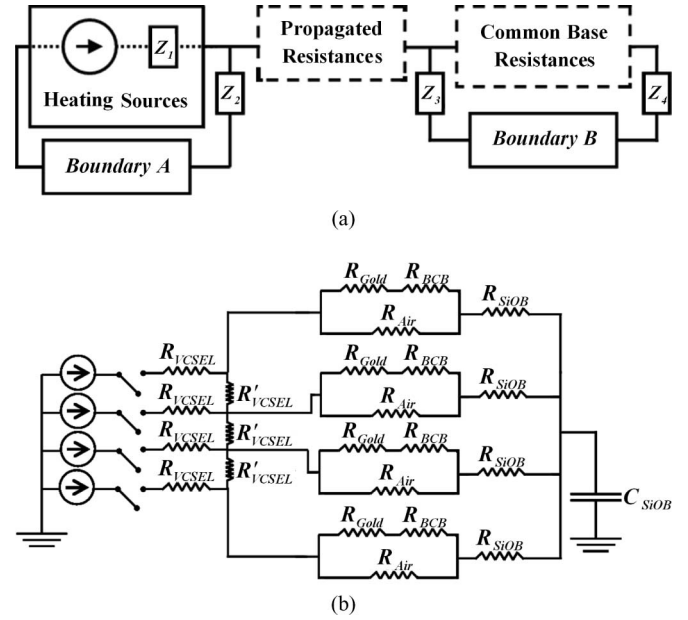 Z1
Heating Sources
Z2
Boundary A
Propagated
Resistances
Z3
Common Base
Resistances
Z4
Boundary B
(a)
RVCSEL
RVCSEL
RVCSEL
RVCSEL
R'VCSEL
R'VCSEL
R'VCSEL
RGold RBCB
RAir
RSiOB
RGold RBCB
RAir
RSiOB
RGold RBCB
RAir
RSiOB
RGold RBCB
RAir
RSiOB
CSiOB
(b)